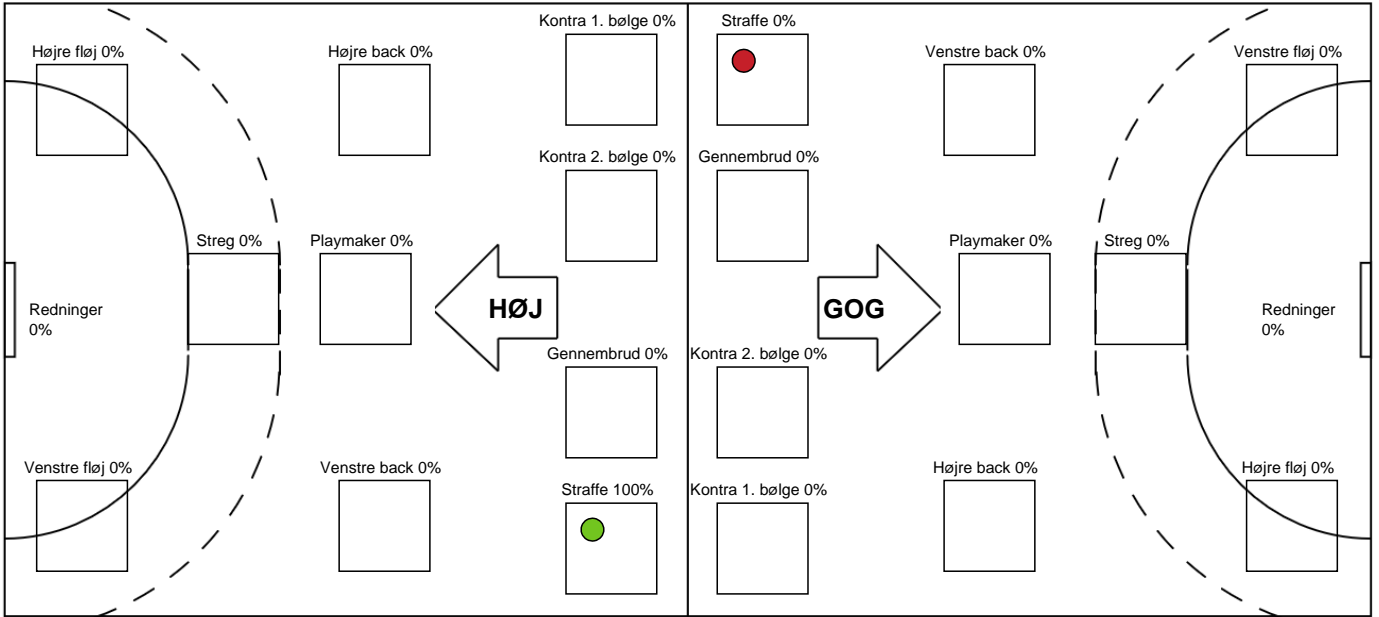 Kontra 1. bølge 0%
Straffe 0%
Højre fløj 0%
Højre back 0%
Venstre back 0%
Venstre fløj 0%
Kontra 2. bølge 0%
Gennembrud 0%
Streg 0%
Playmaker 0%
Playmaker 0%
Streg 0%
Redninger
0%
HØJ
GOG
Redninger
0%
Gennembrud 0%
Kontra 2. bølge 0%
Venstre fløj 0%
Venstre back 0%
Højre back 0%
Højre fløj 0%
Straffe 100%
Kontra 1. bølge 0%